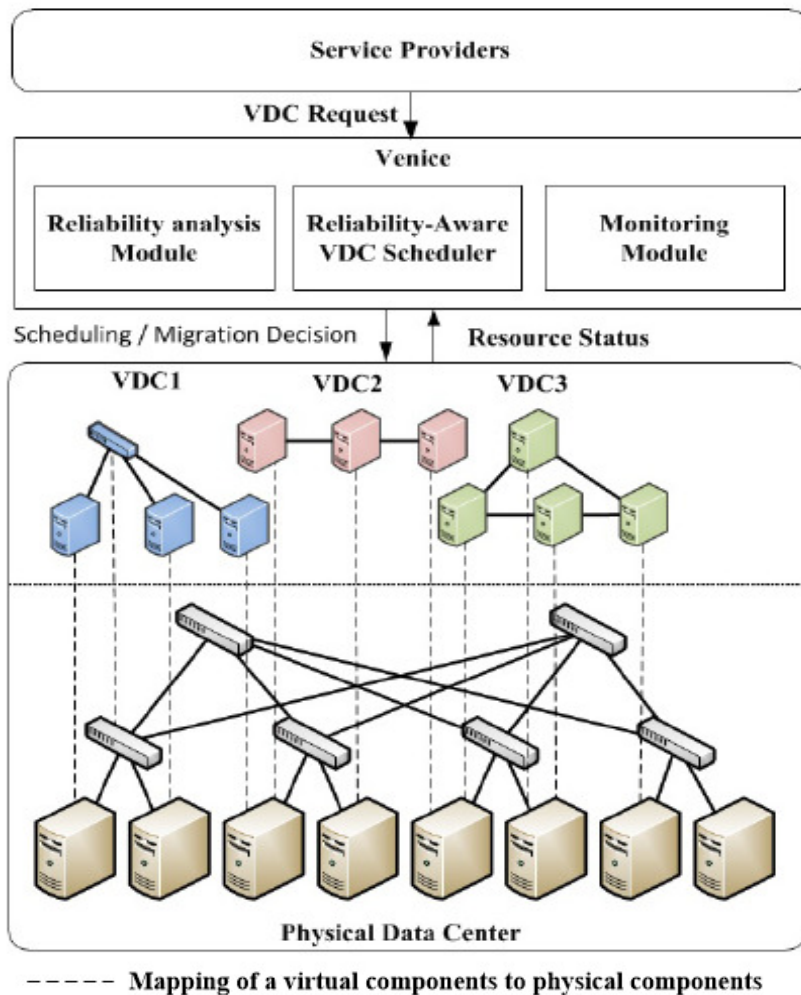 Service Providers
VDC Request
Venice
Reliability analysis
Module
Reliability-Aware
VDC Scheduler
Monitoring
Module
Scheduling / Migration Decision
Resource Status
VDC1
VDC2
VDC3
Physical Data Center
Mapping of a virtual components to physical components